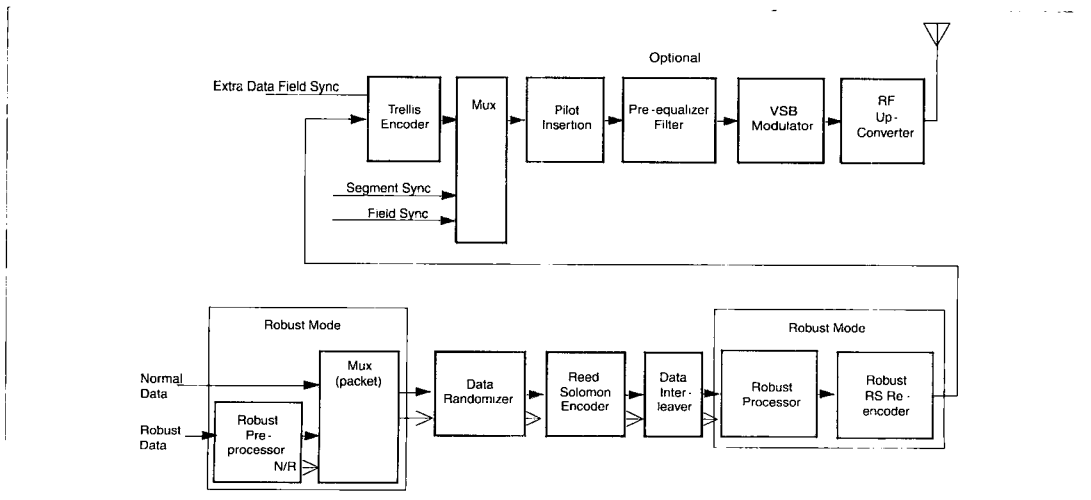 Optional
Extra Data Field Sync
Trellis
Encoder
Mux
Pilot
Insertion
Pre-equalizer
Filter
VSB
Modulator
RF
Up-
Converter
Segment Sync
Field Sync
Robust Mode
Normal
Data
Robust
Data
Robust
Pre-
processor
N/R
Mux
(packet)
Data
Randomizer
Reed
Solomon
Encoder
Data
Inter-
leaver
Robust Mode
Robust
Processor
Robust
RS Re-
encoder